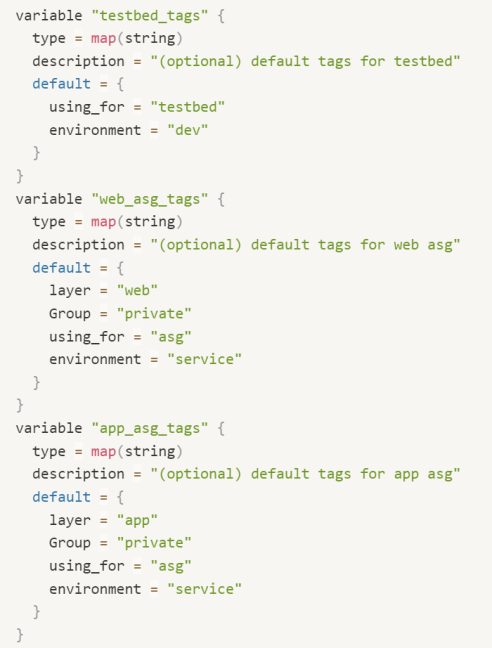 variable "testbed_tags" {
  type = map(string)
  description = "(optional) default tags for testbed"
  default = {
    using_for = "testbed"
    environment = "dev"
  }
}
variable "web_asg_tags" {
  type = map(string)
  description = "(optional) default tags for web asg"
  default = {
    layer = "web"
    Group = "private"
    using_for = "asg"
    environment = "service"
  }
}
variable "app_asg_tags" {
  type = map(string)
  description = "(optional) default tags for app asg"
  default = {
    layer = "app"
    Group = "private"
    using_for = "asg"
    environment = "service"
  }
}